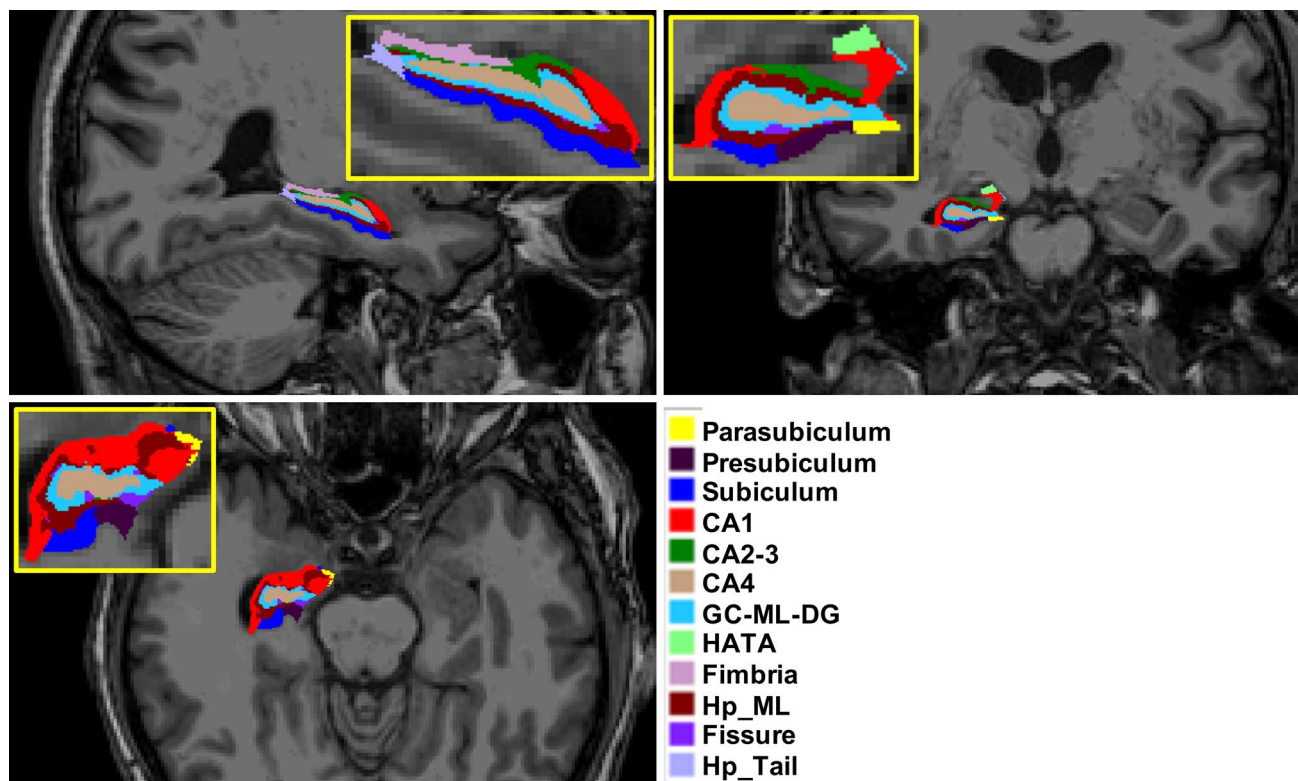 Parasubiculum
Presubiculum
Subiculum
CA1
CA2-3
CA4
GC-ML-DG
HATA
Fimbria
Hp_ML
Fissure
Hp_Tail